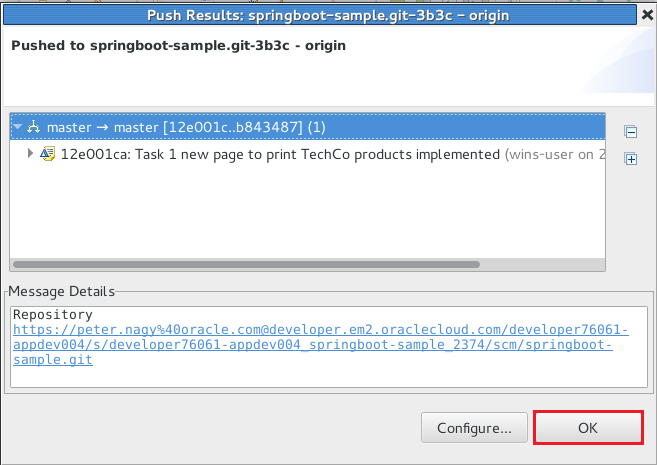 Push Results: springboot-sample.git-3b3c - origin
Pushed to springboot-sample.git-3b3c - origin
master → master [12e001c..b843487] (1)
12e001ca: Task 1 new page to print TechCo products implemented (wins-user on 2
Message Details
Repository
https://peter.nagy%40oracle.com@developer.em2.oraclecloud.com/developer76061-
appdev004/s/developer76061-appdev004_springboot-sample_2374/scm/springboot-
sample.git
Configure... OK